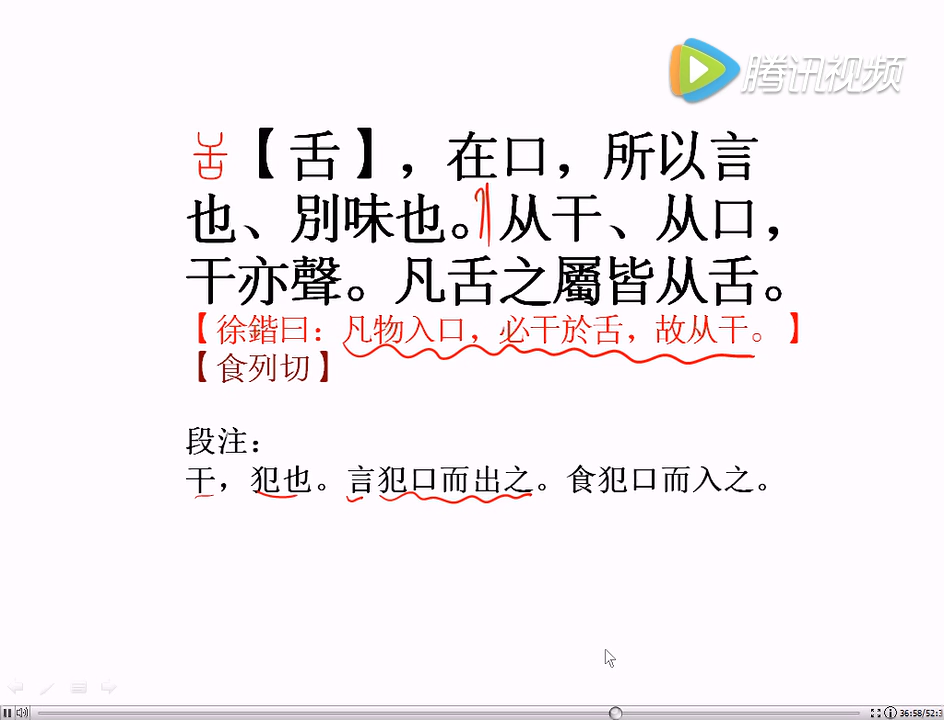 腾讯视频
舌【舌】，在口，所以言
也、別味也。从干、从口，
干亦聲。凡舌之屬皆从舌。
【徐鍇曰：凡物入口，必干於舌，故从干。】
【食列切】
段注：
干，犯也。言犯口而出之。食犯口而入之。
36:58/52:3